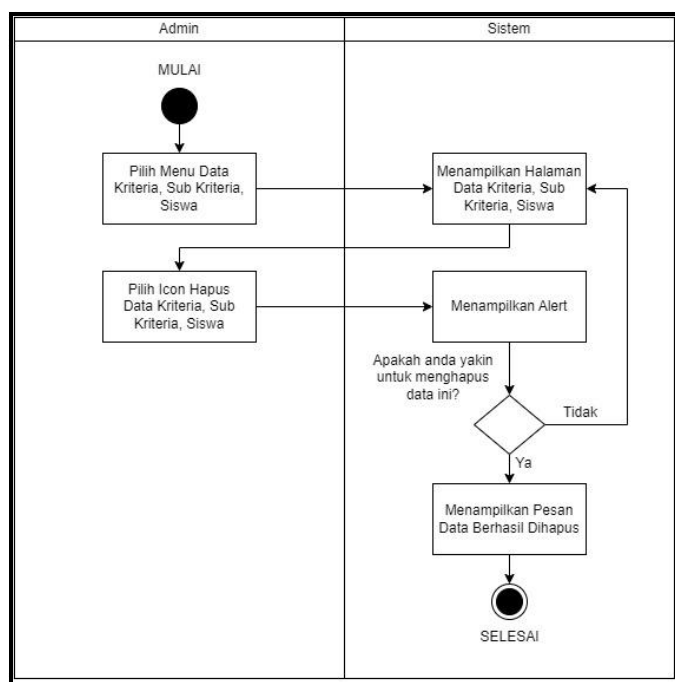 Admin
Sistem
MULAI
Pilih Menu Data
Kriteria, Sub Kriteria,
Siswa
Menampilkan Halaman
Data Kriteria, Sub
Kriteria, Siswa
Pilih Icon Hapus
Data Kriteria, Sub
Kriteria, Siswa
Menampilkan Alert
Apakah anda yakin
untuk menghapus
data ini?
Tidak
Ya
Menampilkan Pesan
Data Berhasil Dihapus
SELESAI